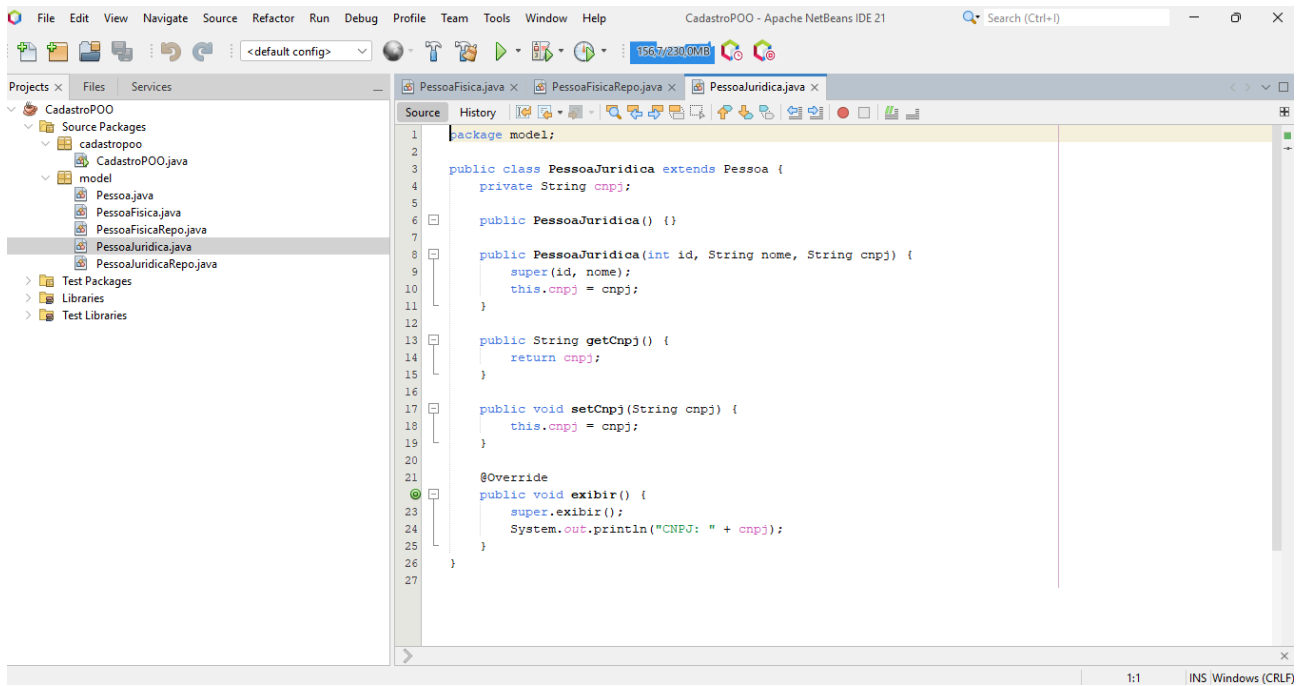 File Edit View Navigate Source Refactor Run Debug Profile Team Tools Window Help CadastroPOO - Apache NetBeans IDE 21 Search (Ctrl+I)
<default config> 156,7/230,0MB
Projects Files Services
CadastroPOO
Source Packages
cadastropoo
CadastroPOO.java
model
Pessoa.java
PessoaFisica.java
PessoaFisicaRepo.java
PessoaJuridica.java
PessoaJuridicaRepo.java
Test Packages
Libraries
Test Libraries
PessoaFisica.java PessoaFisicaRepo.java PessoaJuridica.java
Source History
1 package model;
2
3 public class PessoaJuridica extends Pessoa {
4 private String cnpj;
5
6 public PessoaJuridica() {}
7
8 public PessoaJuridica(int id, String nome, String cnpj) {
9 super(id, nome);
10 this.cnpj = cnpj;
11 }
12
13 public String getCnpj() {
14 return cnpj;
15 }
16
17 public void setCnpj(String cnpj) {
18 this.cnpj = cnpj;
19 }
20
21 @Override
public void exibir() {
23 super.exibir();
24 System.out.println("CNPJ: " + cnpj);
25 }
26 }
27
1:1 INS Windows (CRLF)